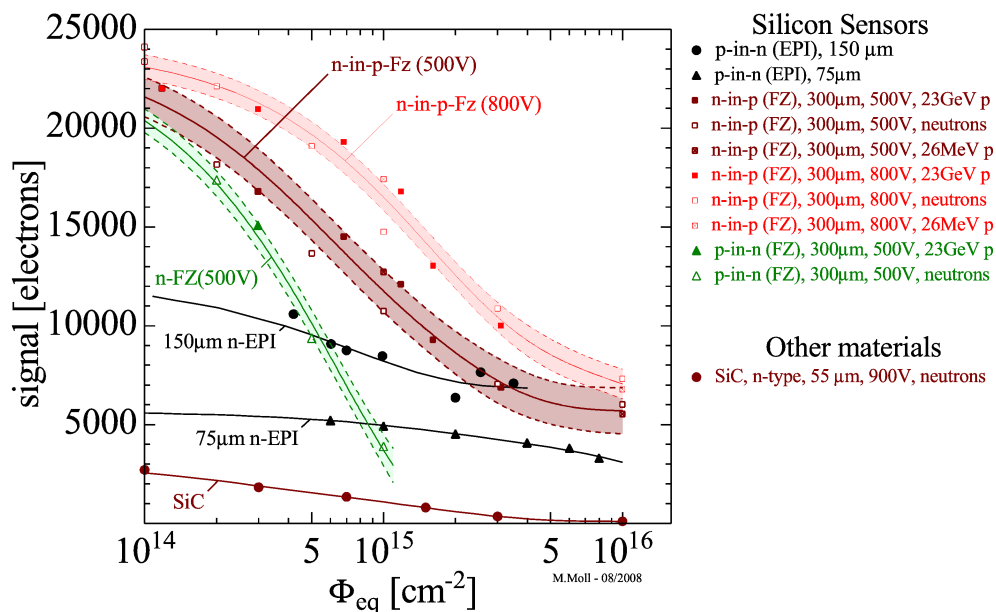 25000
20000
15000
10000
5000
signal [electrons]
n-in-p-Fz (500V)
n-in-p-Fz (800V)
n-FZ(500V)
150µm n-EPI
75µm n-EPI
SiC
10^14 5 10^15 5 10^16
Φeq [cm^-2]
M.Moll - 08/2008
Silicon Sensors
p-in-n (EPI), 150 µm
p-in-n (EPI), 75µm
n-in-p (FZ), 300µm, 500V, 23GeV p
n-in-p (FZ), 300µm, 500V, neutrons
n-in-p (FZ), 300µm, 500V, 26MeV p
n-in-p (FZ), 300µm, 800V, 23GeV p
n-in-p (FZ), 300µm, 800V, neutrons
n-in-p (FZ), 300µm, 800V, 26MeV p
p-in-n (FZ), 300µm, 500V, 23GeV p
p-in-n (FZ), 300µm, 500V, neutrons
Other materials
SiC, n-type, 55 µm, 900V, neutrons